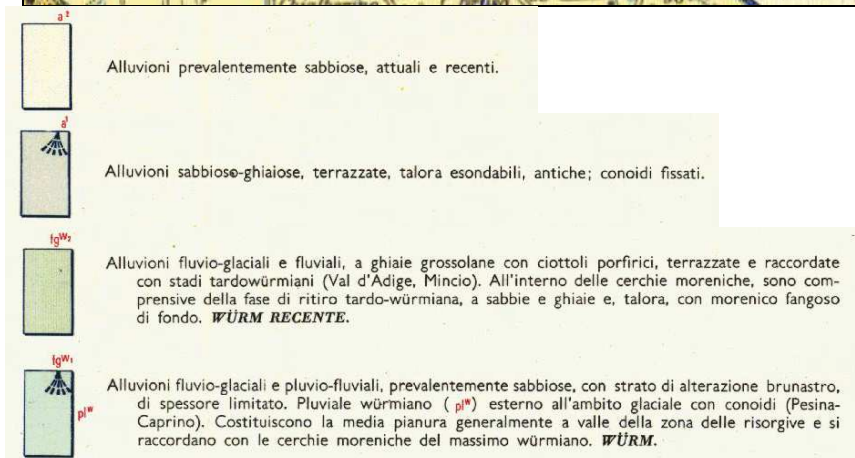 a²
Alluvioni prevalentemente sabbiose, attuali e recenti.
a¹
Alluvioni sabbioso-ghiaiose, terrazzate, talora esondabili, antiche; conoidi fissati.
fgW₂
Alluvioni fluvio-glaciali e fluviali, a ghiaie grossolane con ciottoli porfirici, terrazzate e raccordate
con stadi tardowürmiani (Val d'Adige, Mincio). All'interno delle cerchie moreniche, sono com-
prensive della fase di ritiro tardo-würmiana, a sabbie e ghiaie e, talora, con morenico fangoso
di fondo. WÜRM RECENTE.
fgW₁
plʷ
Alluvioni fluvio-glaciali e pluvio-fluviali, prevalentemente sabbiose, con strato di alterazione brunastro,
di spessore limitato. Pluviale würmiano ( plʷ) esterno all'ambito glaciale con conoidi (Pesina-
Caprino). Costituiscono la media pianura generalmente a valle della zona delle risorgive e si
raccordano con le cerchie moreniche del massimo würmiano. WÜRM.